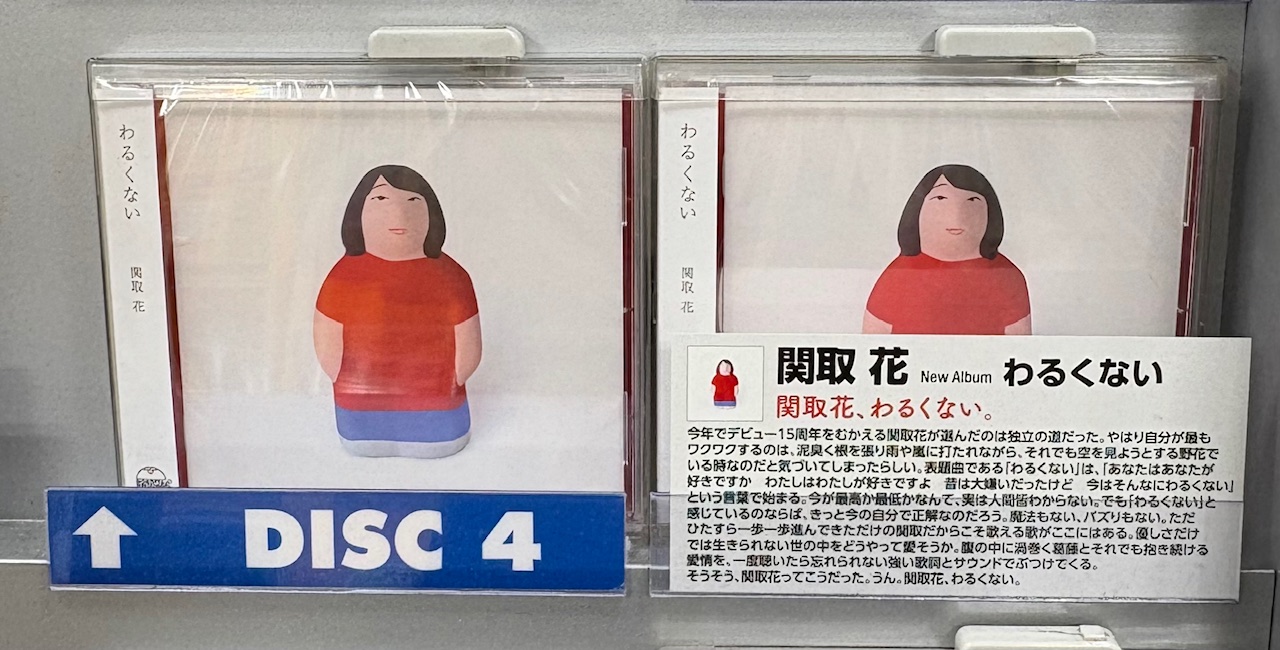 わるくない
関取 花
DISC 4
わるくない
関取 花
関取 花 New Album わるくない
関取花、わるくない。
今年でデビュー15周年をむかえる関取花が選んだのは独立の道だった。やはり自分が最も
ワクワクするのは、泥臭く根を張り雨や嵐に打たれながら、それでも空を見ようとする野花で
いる時なのだと気づいてしまったらしい。表題曲である「わるくない」は、「あなたはあなたが
好きですか　わたしはわたしが好きですよ　昔は大嫌いだったけど　今はそんなにわるくない」
という言葉で始まる。今が最高か最低かなんて、実は人間皆わからない。でも「わるくない」と
感じているのならば、きっと今の自分で正解なのだろう。魔法もない、バズりもない。ただ
ひたすら一歩一歩進んできただけの関取だからこそ歌える歌がここにはある。優しさだけ
では生きられない世の中をどうやって愛そうか。腹の中に渦巻く葛藤とそれでも抱き続ける
愛情を、一度聴いたら忘れられない強い歌詞とサウンドでぶつけてくる。
そうそう、関取花ってこうだった。うん。関取花、わるくない。